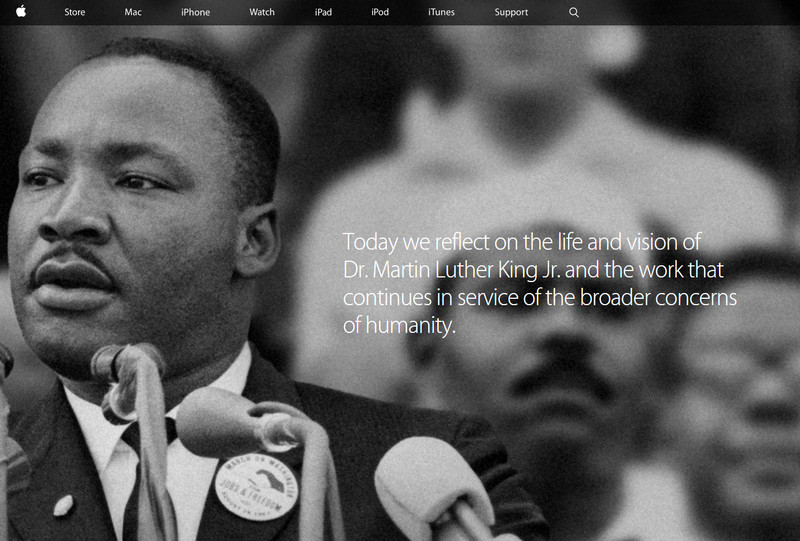 Store Mac iPhone Watch iPad iPod iTunes Support
Today we reflect on the life and vision of
Dr. Martin Luther King Jr. and the work that
continues in service of the broader concerns
of humanity.
MARCH ON WASHINGTON
FOR
JOBS & FREEDOM
AUGUST 28, 1963